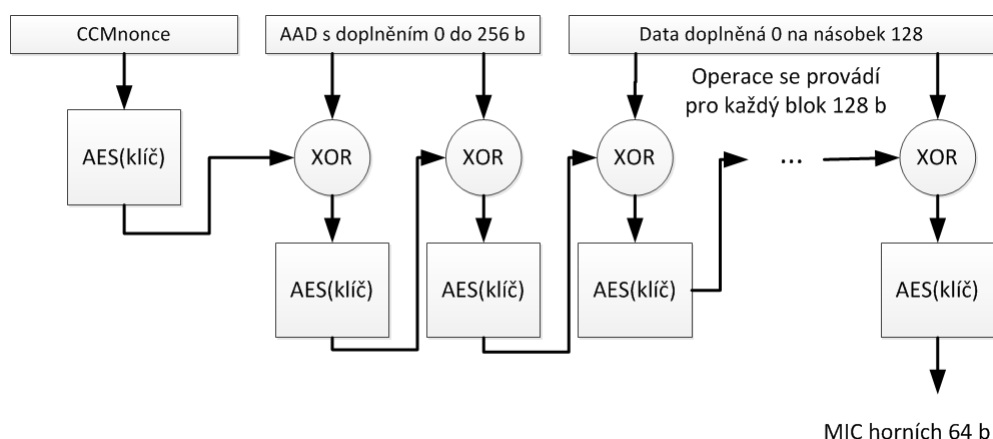 CCMnonce
AAD s doplněním 0 do 256 b
Data doplněná 0 na násobek 128
Operace se provádí
pro každý blok 128 b
AES(klíč)
XOR
XOR
XOR
...
XOR
AES(klíč)
AES(klíč)
AES(klíč)
AES(klíč)
MIC horních 64 b